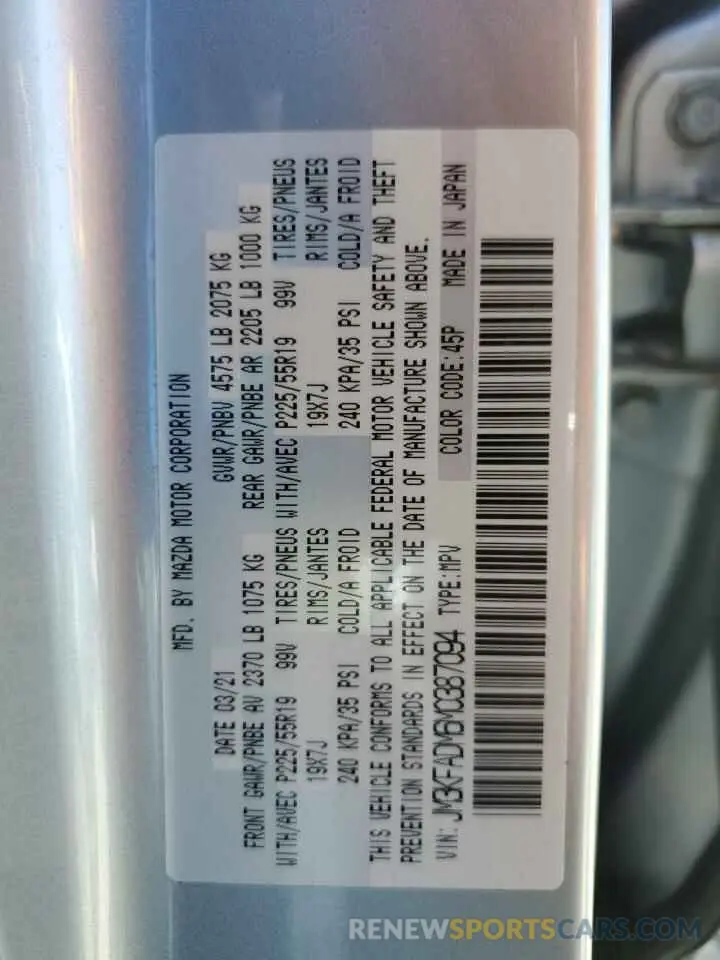 MFD. BY MAZDA MOTOR CORPORATION
DATE 03/21 GVWR/PNBV 4575 LB 2075 KG
FRONT GAWR/PNBE AV 2370 LB 1075 KG REAR GAWR/PNBE AR 2205 LB 1000 KG
WITH/AVEC P225/55R19 99V TIRES/PNEUS WITH/AVEC P225/55R19 99V TIRES/PNEUS
19X7J RIMS/JANTES 19X7J RIMS/JANTES
240 KPA/35 PSI COLD/A FROID 240 KPA/35 PSI COLD/A FROID
THIS VEHICLE CONFORMS TO ALL APPLICABLE FEDERAL MOTOR VEHICLE SAFETY AND THEFT
PREVENTION STANDARDS IN EFFECT ON THE DATE OF MANUFACTURE SHOWN ABOVE.
VIN: JM3KFADM6M0387094 TYPE:MPV COLOR CODE:45P MADE IN JAPAN
RENEWSPORTSCARS.COM